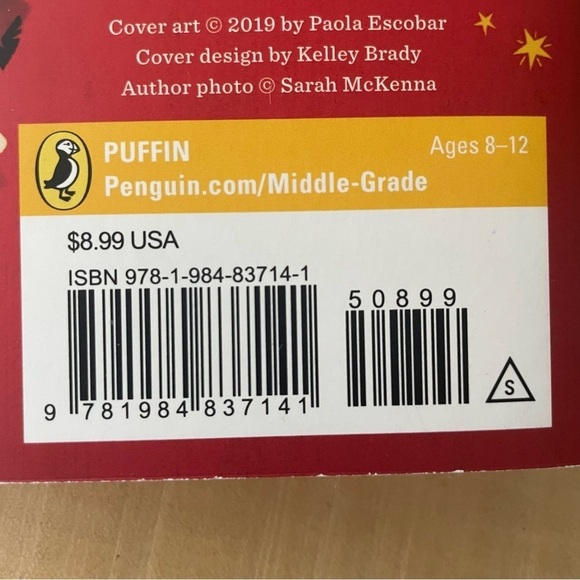 Cover art © 2019 by Paola Escobar
Cover design by Kelley Brady
Author photo © Sarah McKenna
PUFFIN
Ages 8–12
Penguin.com/Middle-Grade
$8.99 USA
ISBN 978-1-984-83714-1
50899
9 781984 837141
S